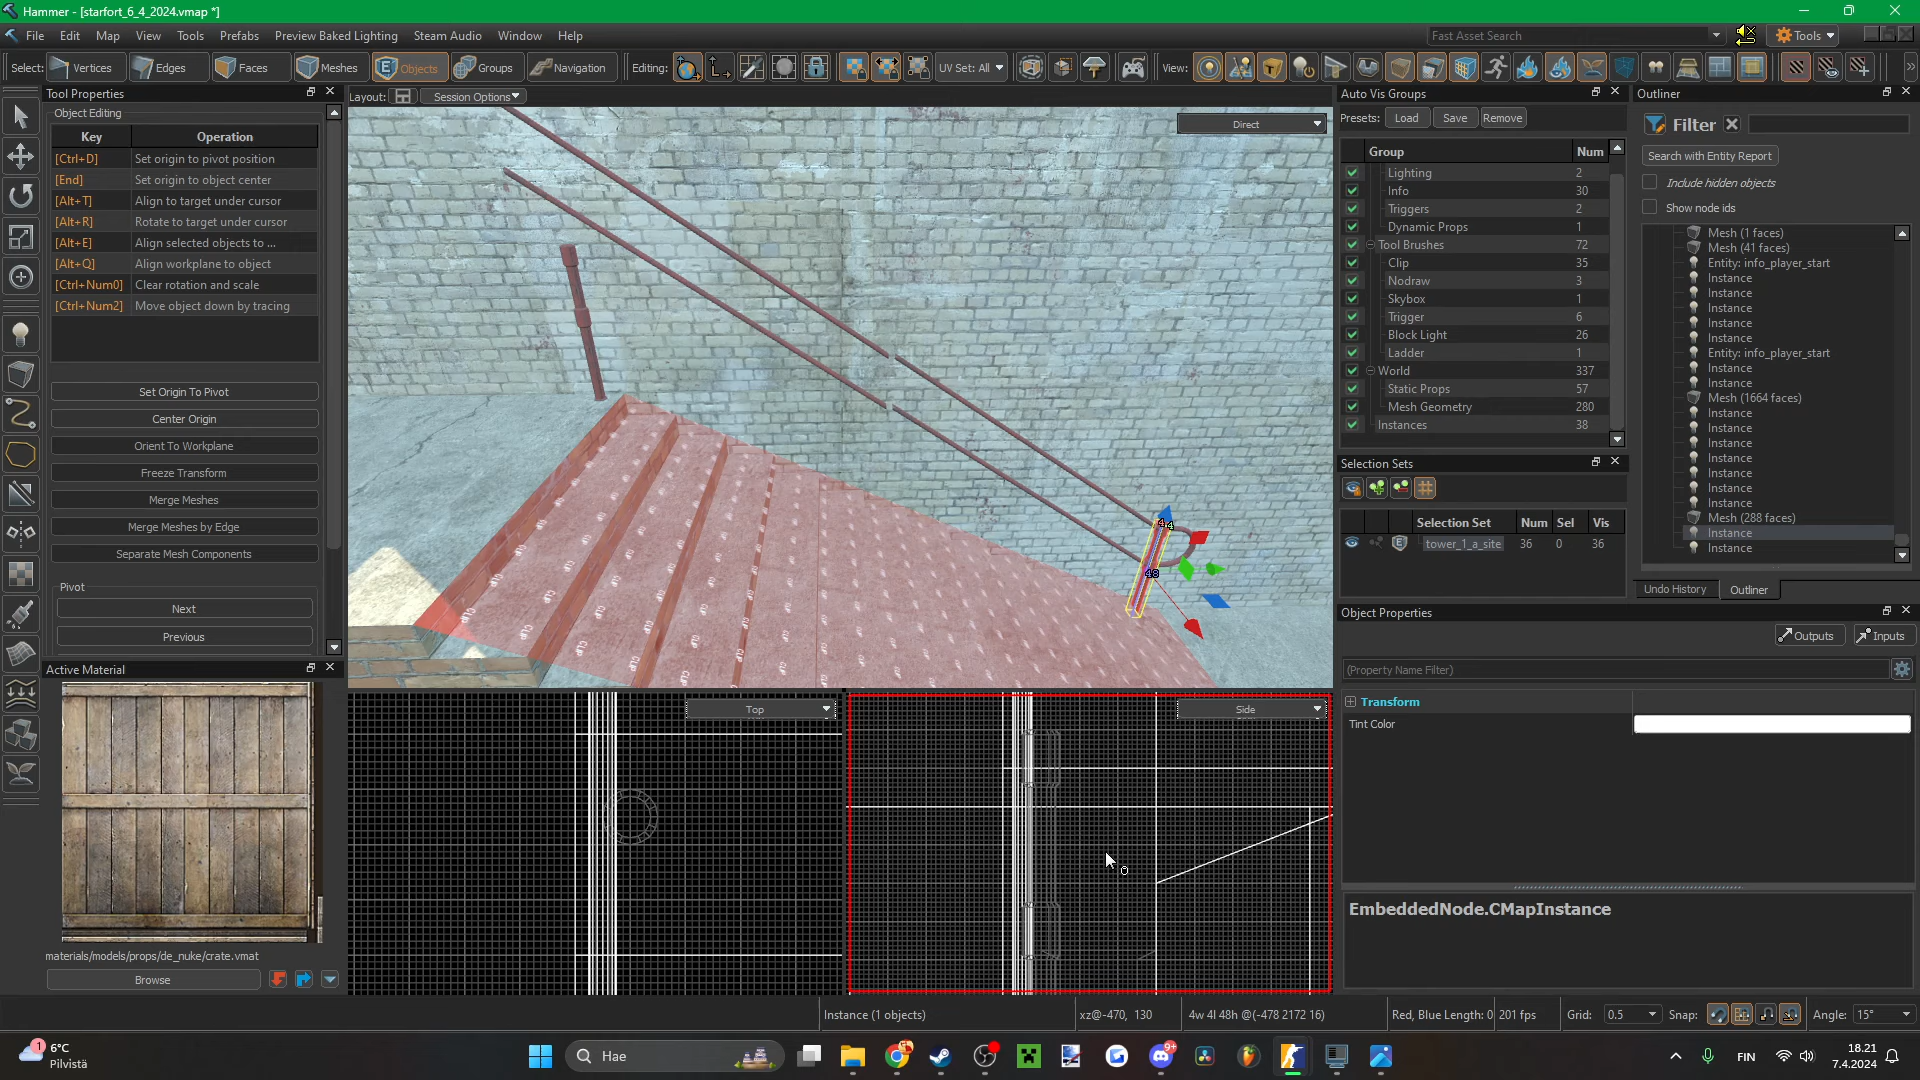 Hammer - [starfort_6_4_2024.vmap *]
File Edit Map View Tools Prefabs Preview Baked Lighting Steam Audio Window Help
Fast Asset Search
Tools
Select: Vertices Edges Faces Meshes Objects Groups Navigation Editing: UV Set: All View:
Tool Properties
Object Editing
Key Operation
[Ctrl+D] Set origin to pivot position
[End] Set origin to object center
[Alt+T] Align to target under cursor
[Alt+R] Rotate to target under cursor
[Alt+E] Align selected objects to ...
[Alt+Q] Align workplane to object
[Ctrl+Num0] Clear rotation and scale
[Ctrl+Num2] Move object down by tracing
Set Origin To Pivot
Center Origin
Orient To Workplane
Freeze Transform
Merge Meshes
Merge Meshes by Edge
Separate Mesh Components
Pivot
Next
Previous
Active Material
materials/models/props/de_nuke/crate.vmat
Browse
Layout: Session Options
Direct
4 4
48
CLIP
Top
Side
Auto Vis Groups
Presets: Load Save Remove
Group Num
Lighting 2
Info 30
Triggers 2
Dynamic Props 1
Tool Brushes 72
Clip 35
Nodraw 3
Skybox 1
Trigger 6
Block Light 26
Ladder 1
World 337
Static Props 57
Mesh Geometry 280
Instances 38
Selection Sets
Selection Set Num Sel Vis
tower_1_a_site 36 0 36
Outliner
Filter
Search with Entity Report
Include hidden objects
Show node ids
Mesh (1 faces)
Mesh (41 faces)
Entity: info_player_start
Instance
Instance
Instance
Instance
Instance
Entity: info_player_start
Instance
Instance
Mesh (1664 faces)
Instance
Instance
Instance
Instance
Instance
Instance
Instance
Mesh (288 faces)
Instance
Instance
Undo History Outliner
Object Properties
Outputs Inputs
(Property Name Filter)
Transform
Tint Color
EmbeddedNode.CMapInstance
Instance (1 objects) xz@-470, 130 4w 4l 48h @(-478 2172 16) Red, Blue Length: 0 201 fps Grid: 0.5 Snap: Angle: 15°
1
6°C
Pilvistä
Hae
9+
FIN
18.21
7.4.2024